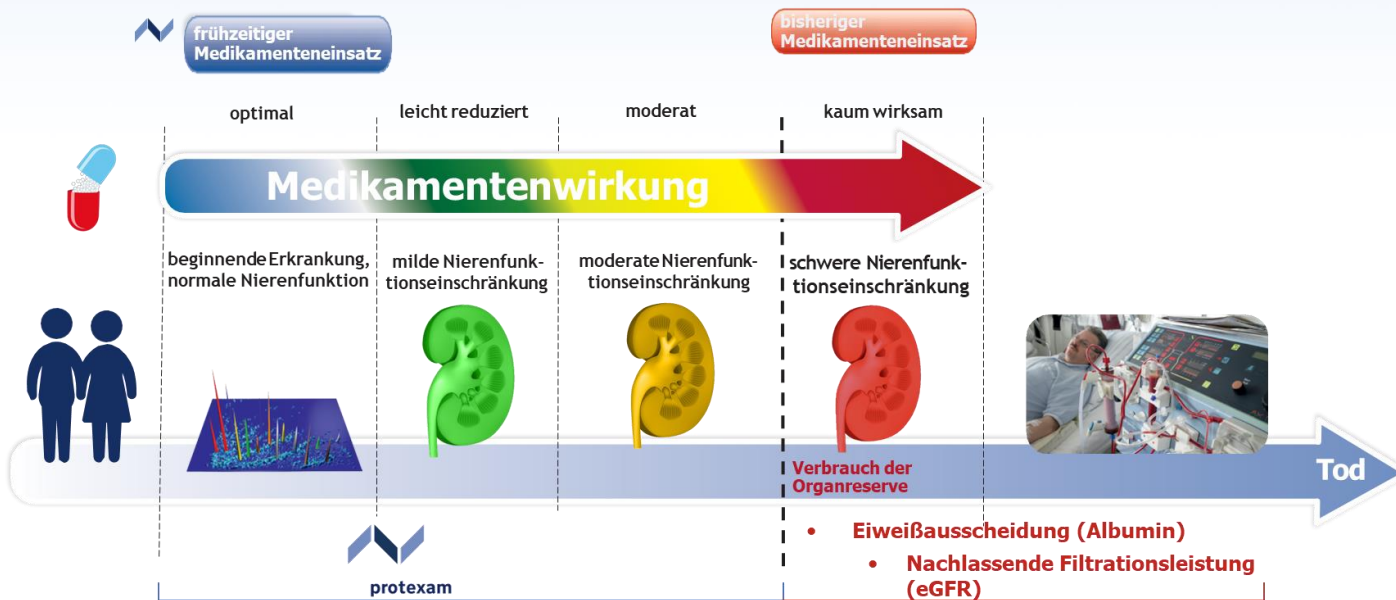 frühzeitiger
Medikamenteneinsatz
bisheriger
Medikamenteneinsatz
optimal
leicht reduziert
moderat
kaum wirksam
Medikamentenwirkung
beginnende Erkrankung,
normale Nierenfunktion
milde Nierenfunk-
tionseinschränkung
moderate Nierenfunk-
tionseinschränkung
schwere Nierenfunk-
tionseinschränkung
Verbrauch der
Organreserve
Tod
protexam
• Eiweißausscheidung (Albumin)
• Nachlassende Filtrationsleistung
(eGFR)